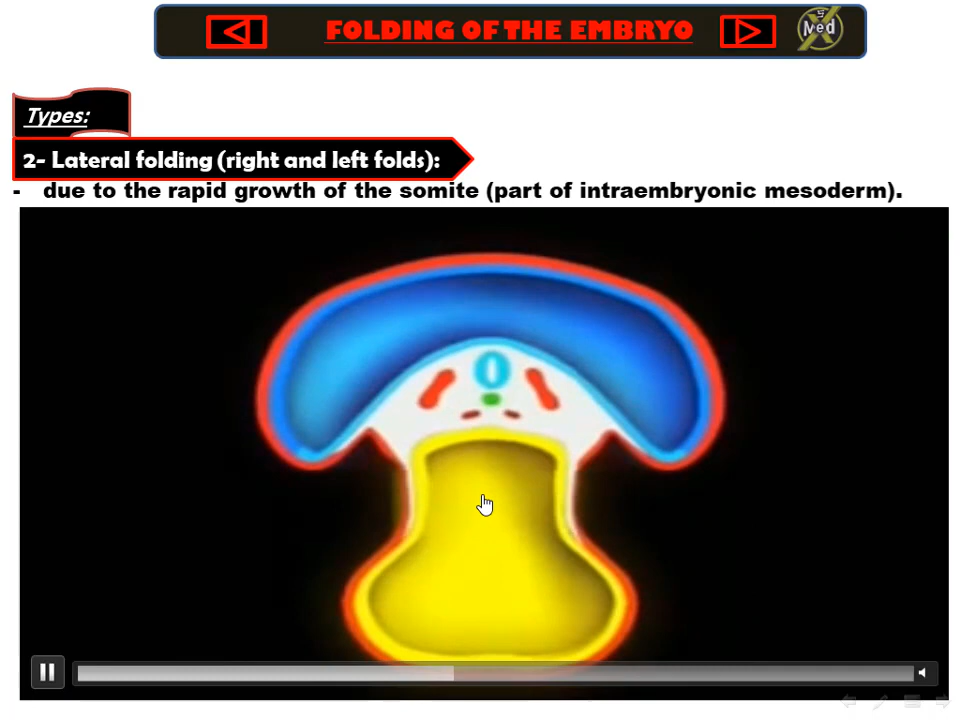 FOLDING OF THE EMBRYO
Med
Types:
2- Lateral folding (right and left folds):
- due to the rapid growth of the somite (part of intraembryonic mesoderm).